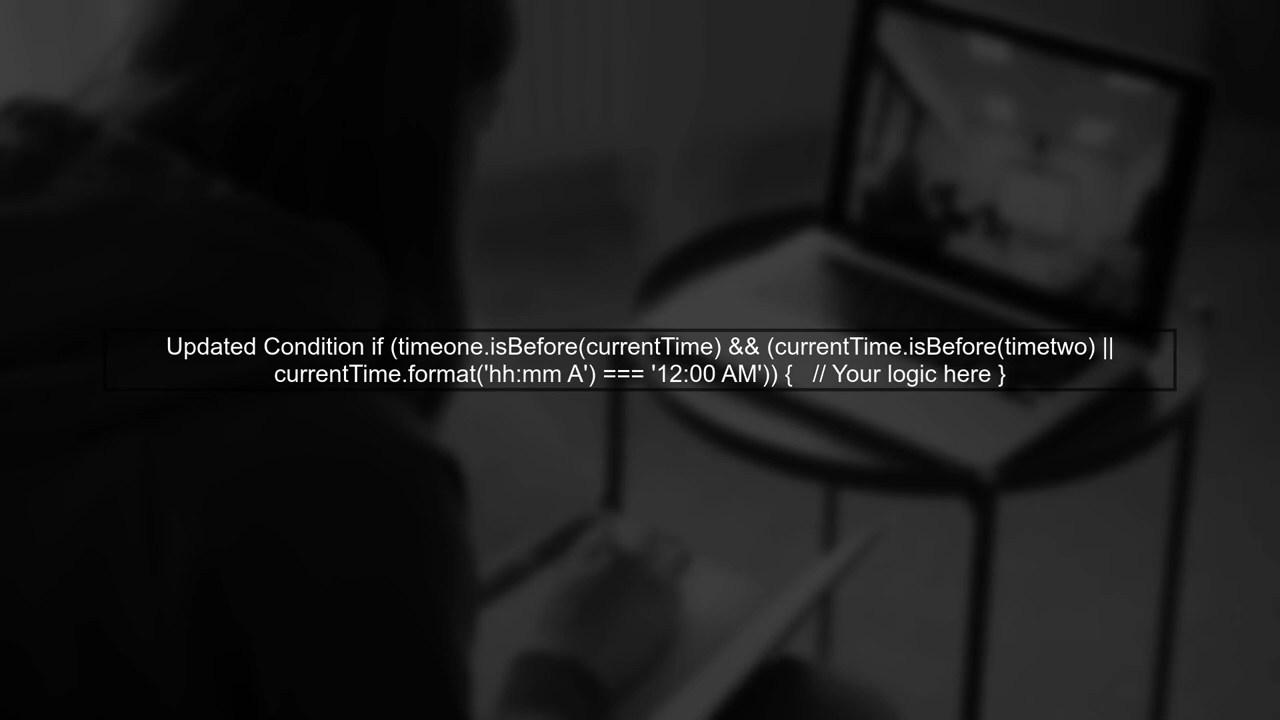 Updated Condition if (timeone.isBefore(currentTime) && (currentTime.isBefore(timetwo) ||
currentTime.format('hh:mm A') === '12:00 AM')) {   // Your logic here }